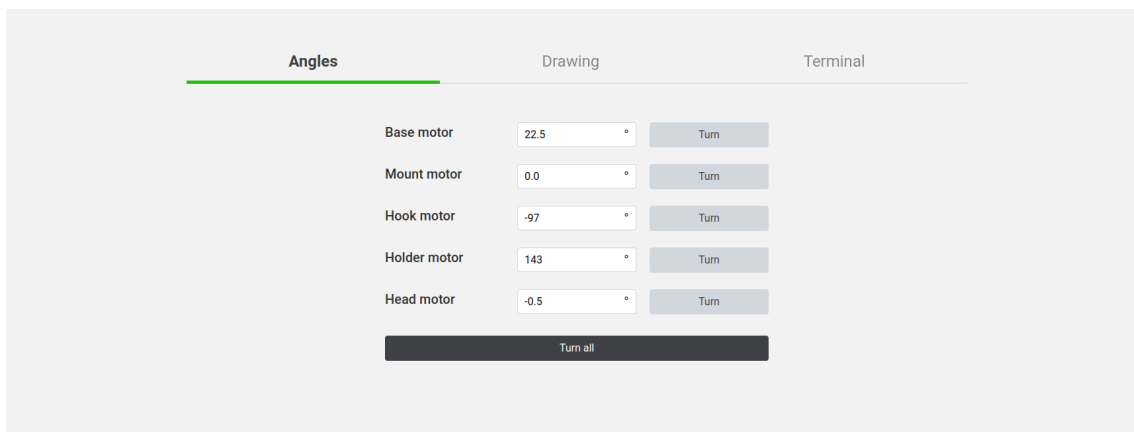 Angles Drawing Terminal
Base motor 22.5 ° Turn
Mount motor 0.0 ° Turn
Hook motor -97 ° Turn
Holder motor 143 ° Turn
Head motor -0.5 ° Turn
Turn all